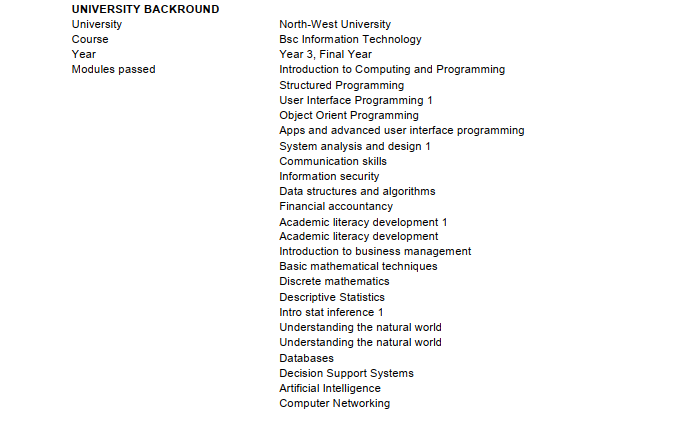 UNIVERSITY BACKROUND
University North-West University
Course Bsc Information Technology
Year Year 3, Final Year
Modules passed Introduction to Computing and Programming
Structured Programming
User Interface Programming 1
Object Orient Programming
Apps and advanced user interface programming
System analysis and design 1
Communication skills
Information security
Data structures and algorithms
Financial accountancy
Academic literacy development 1
Academic literacy development
Introduction to business management
Basic mathematical techniques
Discrete mathematics
Descriptive Statistics
Intro stat inference 1
Understanding the natural world
Understanding the natural world
Databases
Decision Support Systems
Artificial Intelligence
Computer Networking